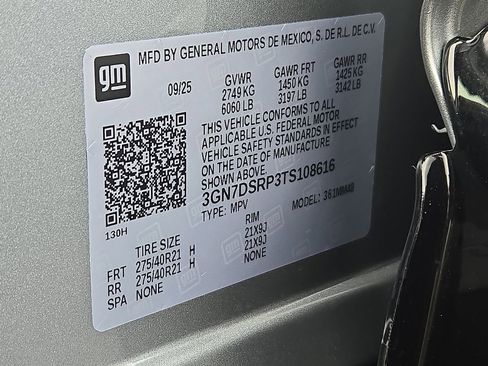 gm
MFD BY GENERAL MOTORS DE MEXICO, S. DE R.L. DE C.V.
09/25 GVWR GAWR FRT GAWR RR
2749 KG 1450 KG 1425 KG
6060 LB 3197 LB 3142 LB
THIS VEHICLE CONFORMS TO ALL
APPLICABLE U.S. FEDERAL MOTOR
VEHICLE SAFETY STANDARDS IN EFFECT
ON THE DATE OF MANUFACTURE
SHOWN ABOVE.
3GN7DSRP3TS108616
TYPE: MPV MODEL: 361MM48
130H
TIRE SIZE RIM
FRT 275/40R21 H 21X9J
RR 275/40R21 H 21X9J
SPA NONE NONE